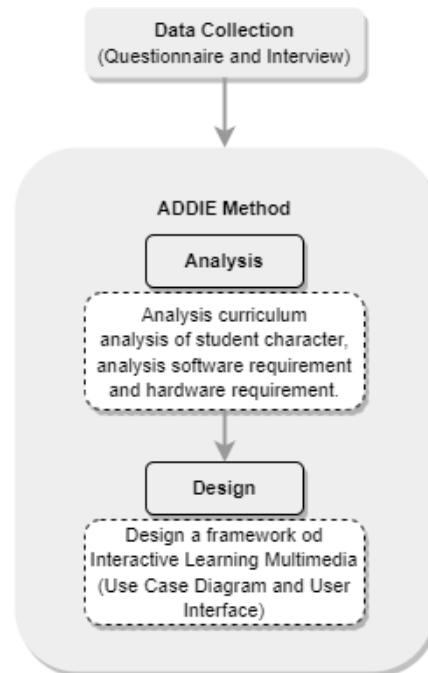 Data Collection
(Questionnaire and Interview)
ADDIE Method
Analysis
Analysis curriculum
analysis of student character,
analysis software requirement
and hardware requirement.
Design
Design a framework od
Interactive Learning Multimedia
(Use Case Diagram and User
Interface)